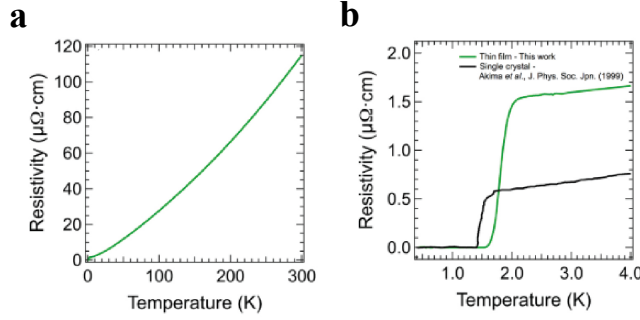 a
b
120
100
80
60
40
20
0
Resistivity (μΩ·cm)
0
100
200
300
Temperature (K)
2.0
1.5
1.0
0.5
0.0
Resistivity (μΩ·cm)
Thin film - This work
Single crystal -
Akima et al., J. Phys. Soc. Jpn. (1999)
1.0
2.0
3.0
4.0
Temperature (K)